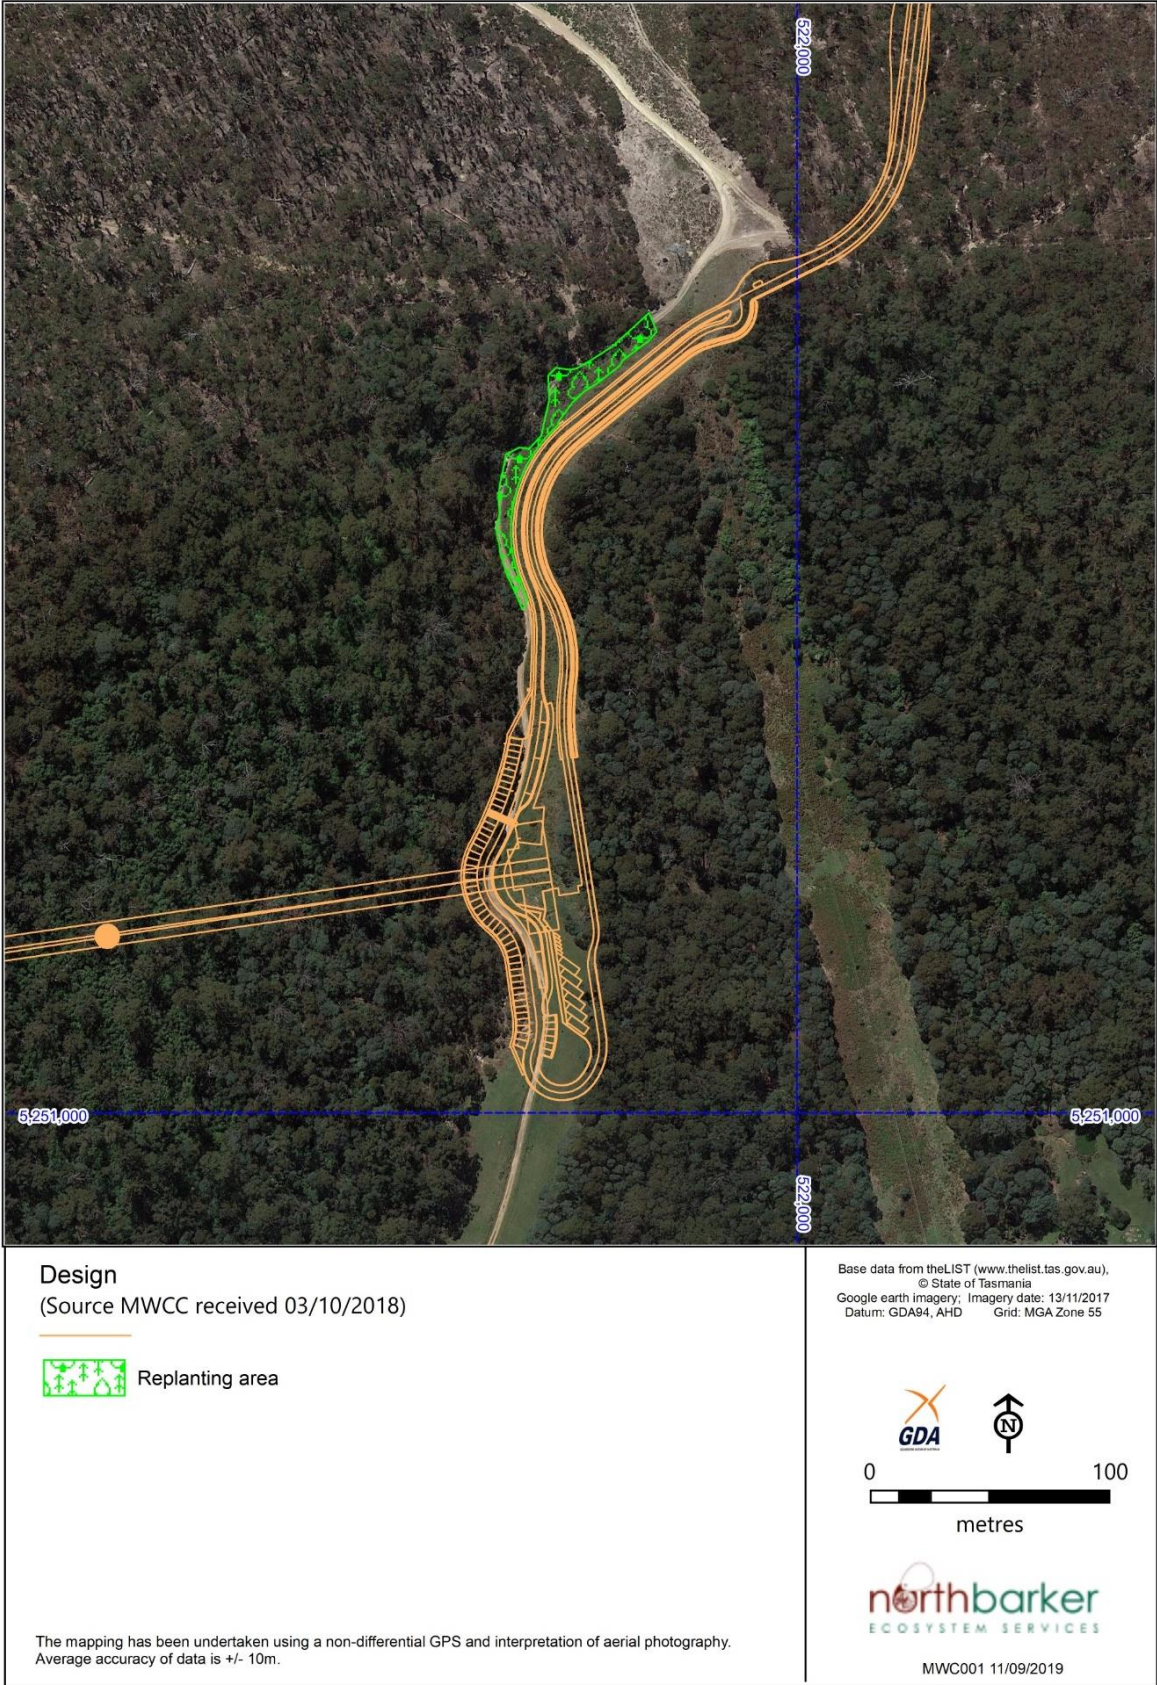 522,000
5,251,000
5,251,000
522,000
Design
(Source MWCC received 03/10/2018)
Replanting area
The mapping has been undertaken using a non-differential GPS and interpretation of aerial photography.
Average accuracy of data is +/- 10m.
Base data from theLIST (www.thelist.tas.gov.au),
© State of Tasmania
Google earth imagery; Imagery date: 13/11/2017
Datum: GDA94, AHD Grid: MGA Zone 55
GDA
N
0 100
metres
northbarker
ECOSYSTEM SERVICES
MWC001 11/09/2019